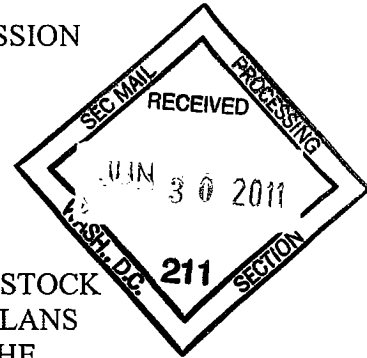 SSION
SEC MAIL
PROCESSING
RECEIVED
JUN 30 2011
WASH., D.C.
211
SECTION
STOCK
LANS
HE